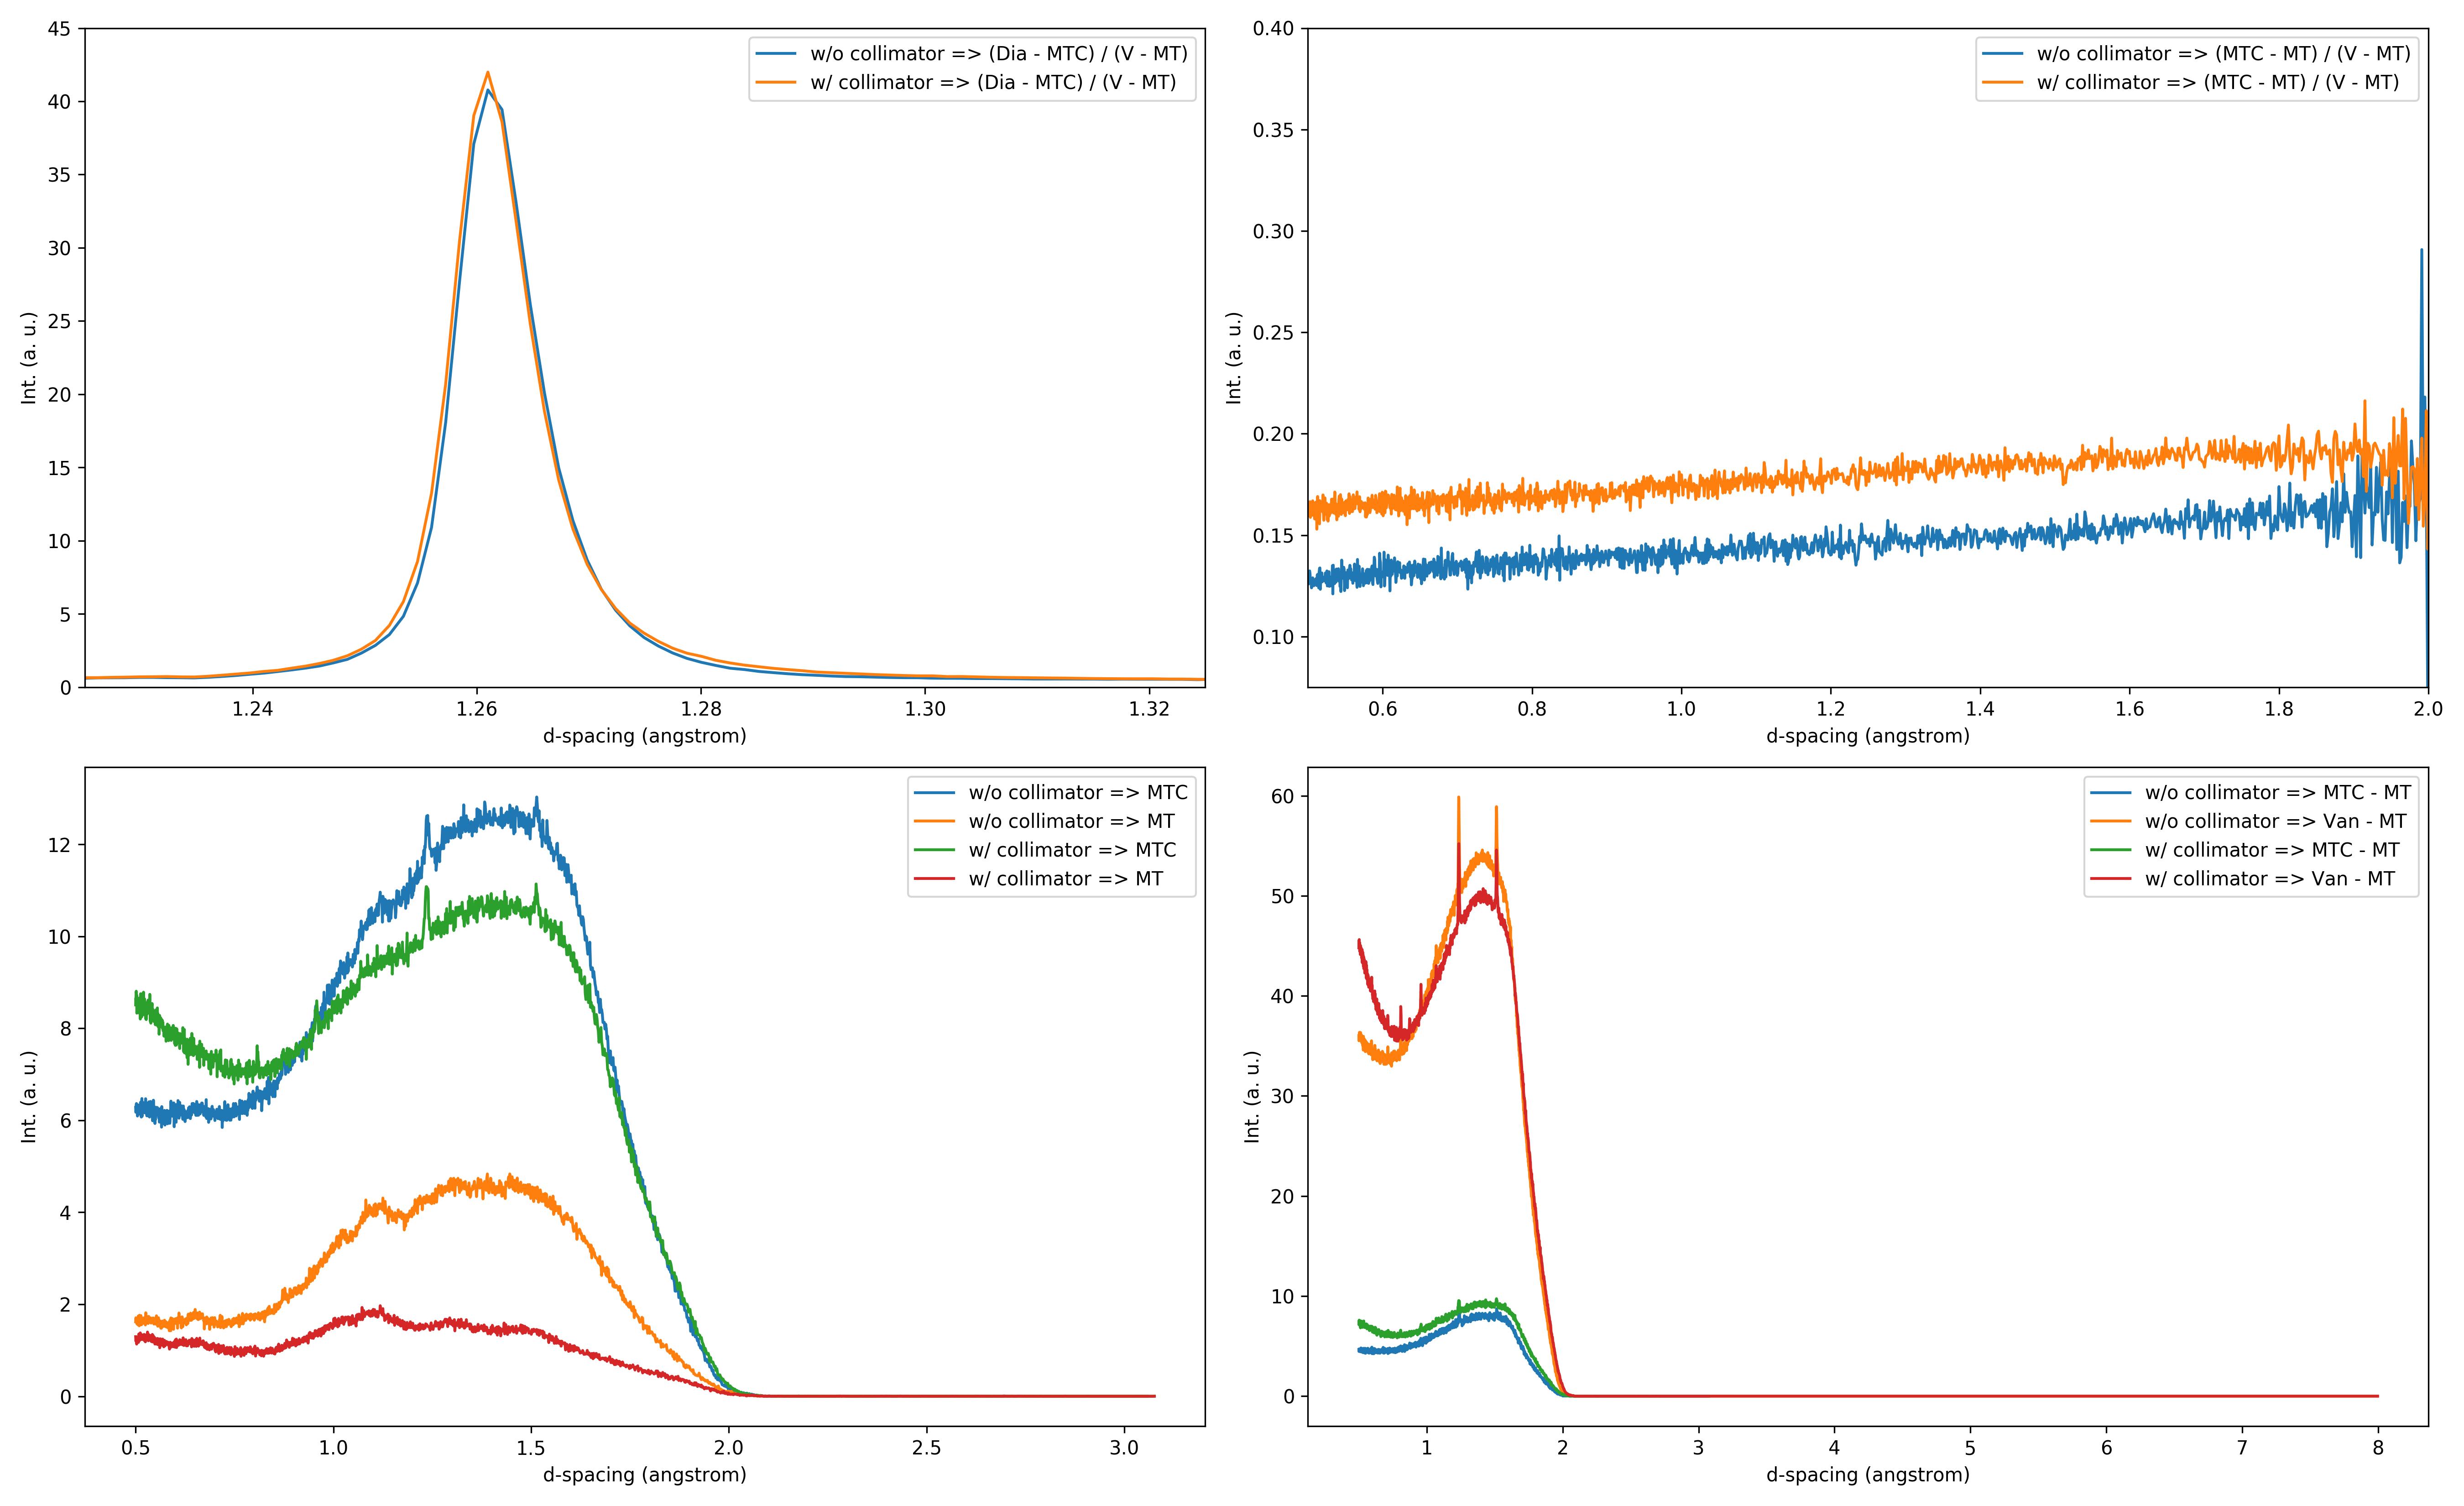 45
40
35
30
25
20
15
10
5
0
Int. (a. u.)
w/o collimator => (Dia - MTC) / (V - MT)
w/ collimator => (Dia - MTC) / (V - MT)
1.24 1.26 1.28 1.30 1.32
d-spacing (angstrom)
0.40
0.35
0.30
0.25
0.20
0.15
0.10
Int. (a. u.)
w/o collimator => (MTC - MT) / (V - MT)
w/ collimator => (MTC - MT) / (V - MT)
0.6 0.8 1.0 1.2 1.4 1.6 1.8 2.0
d-spacing (angstrom)
12
10
8
6
4
2
0
Int. (a. u.)
w/o collimator => MTC
w/o collimator => MT
w/ collimator => MTC
w/ collimator => MT
0.5 1.0 1.5 2.0 2.5 3.0
d-spacing (angstrom)
60
50
40
30
20
10
0
Int. (a. u.)
w/o collimator => MTC - MT
w/o collimator => Van - MT
w/ collimator => MTC - MT
w/ collimator => Van - MT
1 2 3 4 5 6 7 8
d-spacing (angstrom)